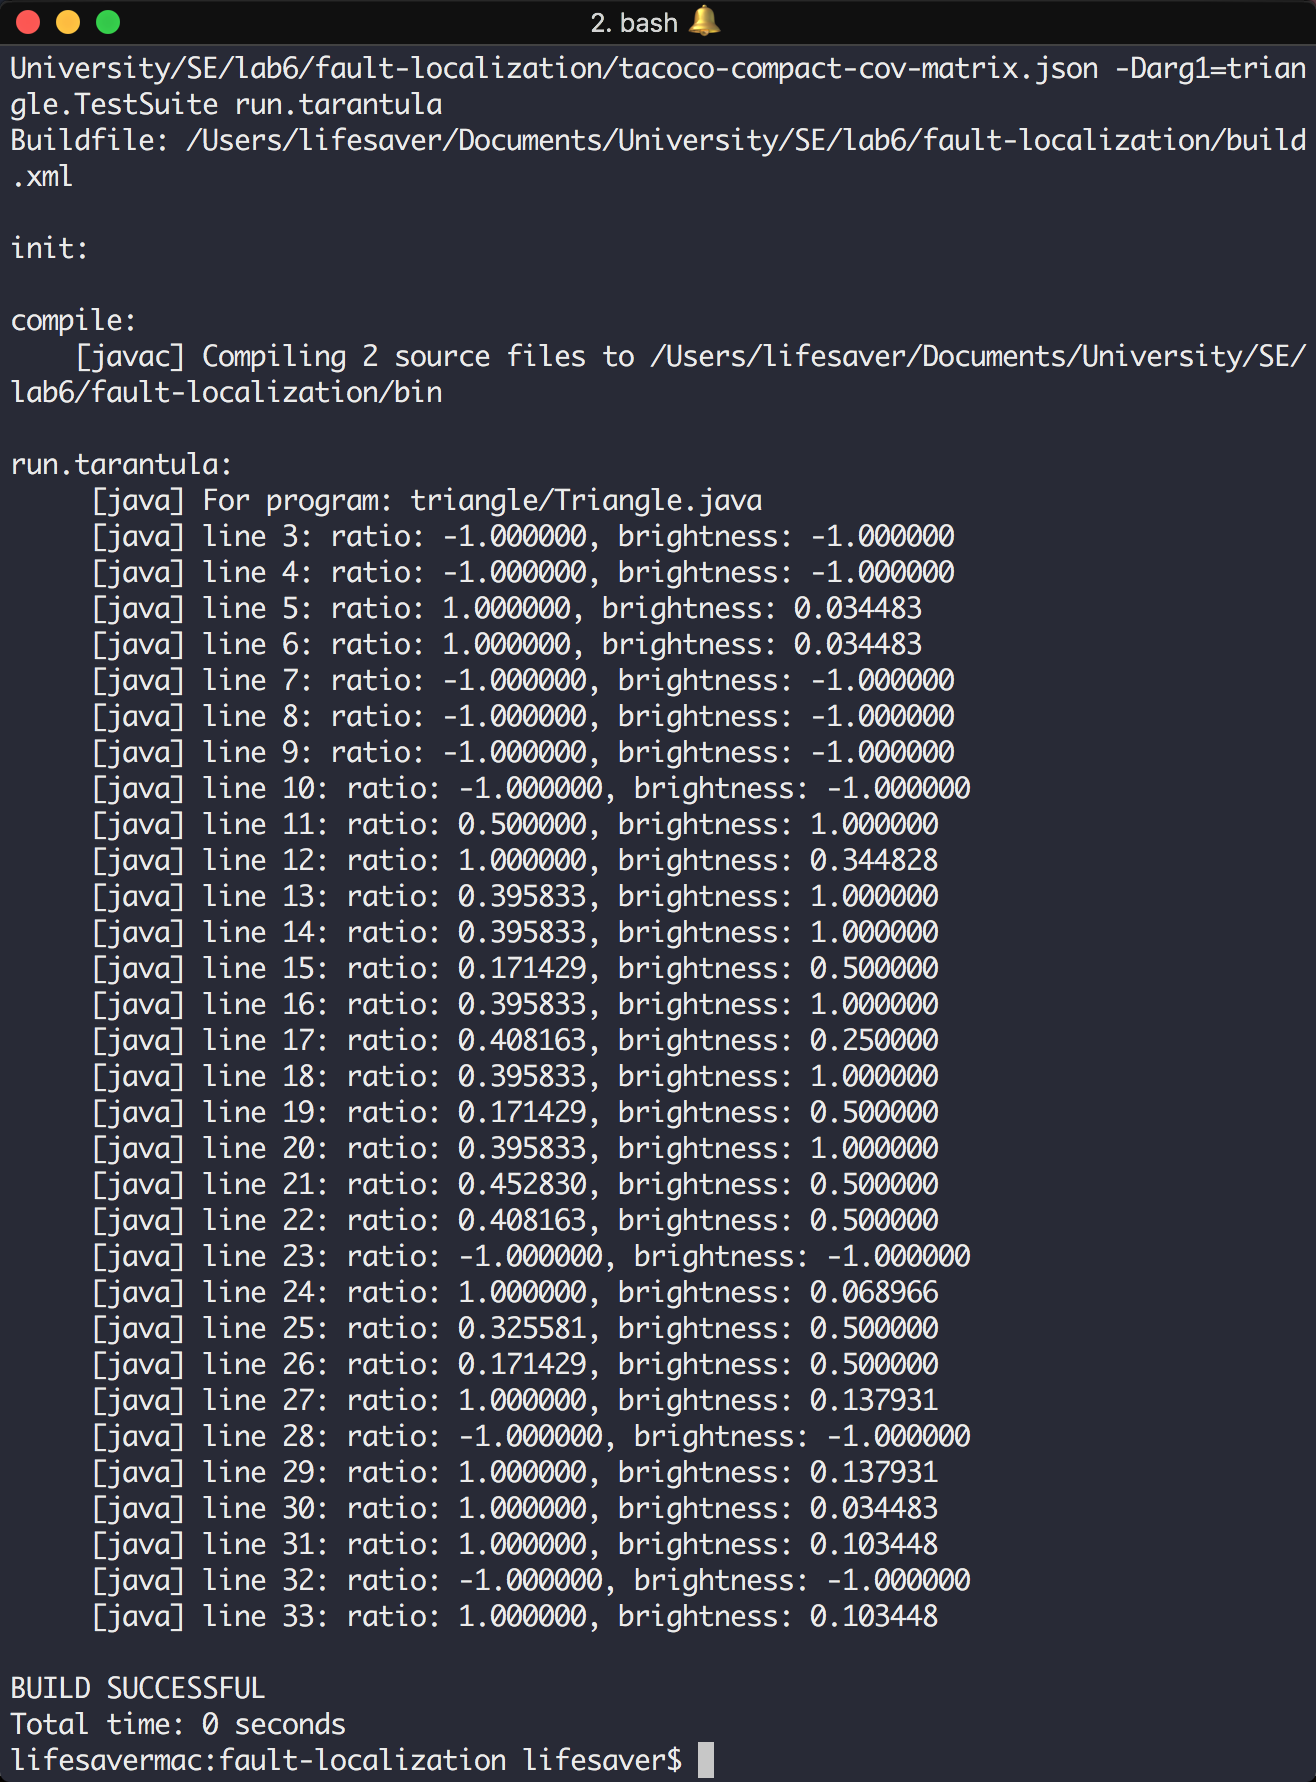 2. bash 🔔
University/SE/lab6/fault-localization/tacoco-compact-cov-matrix.json -Darg1=trian
gle.TestSuite run.tarantula
Buildfile: /Users/lifesaver/Documents/University/SE/lab6/fault-localization/build
.xml
init:
compile:
[javac] Compiling 2 source files to /Users/lifesaver/Documents/University/SE/
lab6/fault-localization/bin
run.tarantula:
[java] For program: triangle/Triangle.java
[java] line 3: ratio: -1.000000, brightness: -1.000000
[java] line 4: ratio: -1.000000, brightness: -1.000000
[java] line 5: ratio: 1.000000, brightness: 0.034483
[java] line 6: ratio: 1.000000, brightness: 0.034483
[java] line 7: ratio: -1.000000, brightness: -1.000000
[java] line 8: ratio: -1.000000, brightness: -1.000000
[java] line 9: ratio: -1.000000, brightness: -1.000000
[java] line 10: ratio: -1.000000, brightness: -1.000000
[java] line 11: ratio: 0.500000, brightness: 1.000000
[java] line 12: ratio: 1.000000, brightness: 0.344828
[java] line 13: ratio: 0.395833, brightness: 1.000000
[java] line 14: ratio: 0.395833, brightness: 1.000000
[java] line 15: ratio: 0.171429, brightness: 0.500000
[java] line 16: ratio: 0.395833, brightness: 1.000000
[java] line 17: ratio: 0.408163, brightness: 0.250000
[java] line 18: ratio: 0.395833, brightness: 1.000000
[java] line 19: ratio: 0.171429, brightness: 0.500000
[java] line 20: ratio: 0.395833, brightness: 1.000000
[java] line 21: ratio: 0.452830, brightness: 0.500000
[java] line 22: ratio: 0.408163, brightness: 0.500000
[java] line 23: ratio: -1.000000, brightness: -1.000000
[java] line 24: ratio: 1.000000, brightness: 0.068966
[java] line 25: ratio: 0.325581, brightness: 0.500000
[java] line 26: ratio: 0.171429, brightness: 0.500000
[java] line 27: ratio: 1.000000, brightness: 0.137931
[java] line 28: ratio: -1.000000, brightness: -1.000000
[java] line 29: ratio: 1.000000, brightness: 0.137931
[java] line 30: ratio: 1.000000, brightness: 0.034483
[java] line 31: ratio: 1.000000, brightness: 0.103448
[java] line 32: ratio: -1.000000, brightness: -1.000000
[java] line 33: ratio: 1.000000, brightness: 0.103448
BUILD SUCCESSFUL
Total time: 0 seconds
lifesavermac:fault-localization lifesaver$